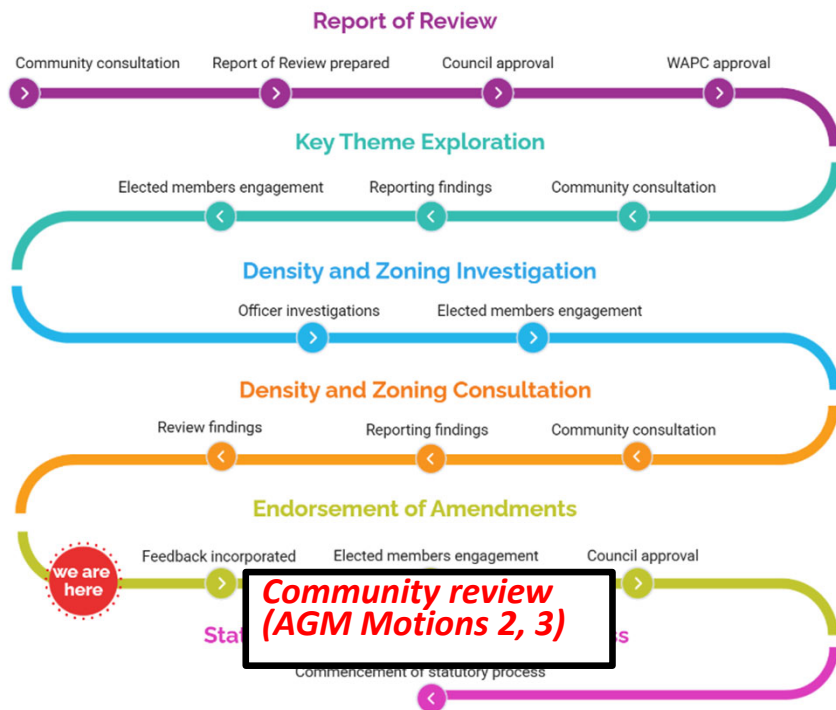 Report of Review
Community consultation
Report of Review prepared
Council approval
WAPC approval
Key Theme Exploration
Elected members engagement
Reporting findings
Community consultation
Density and Zoning Investigation
Officer investigations
Elected members engagement
Density and Zoning Consultation
Review findings
Reporting findings
Community consultation
Endorsement of Amendments
we are
here
Feedback incorporated
Elected members engagement
Council approval
Community review
(AGM Motions 2, 3)
Commencement of statutory process